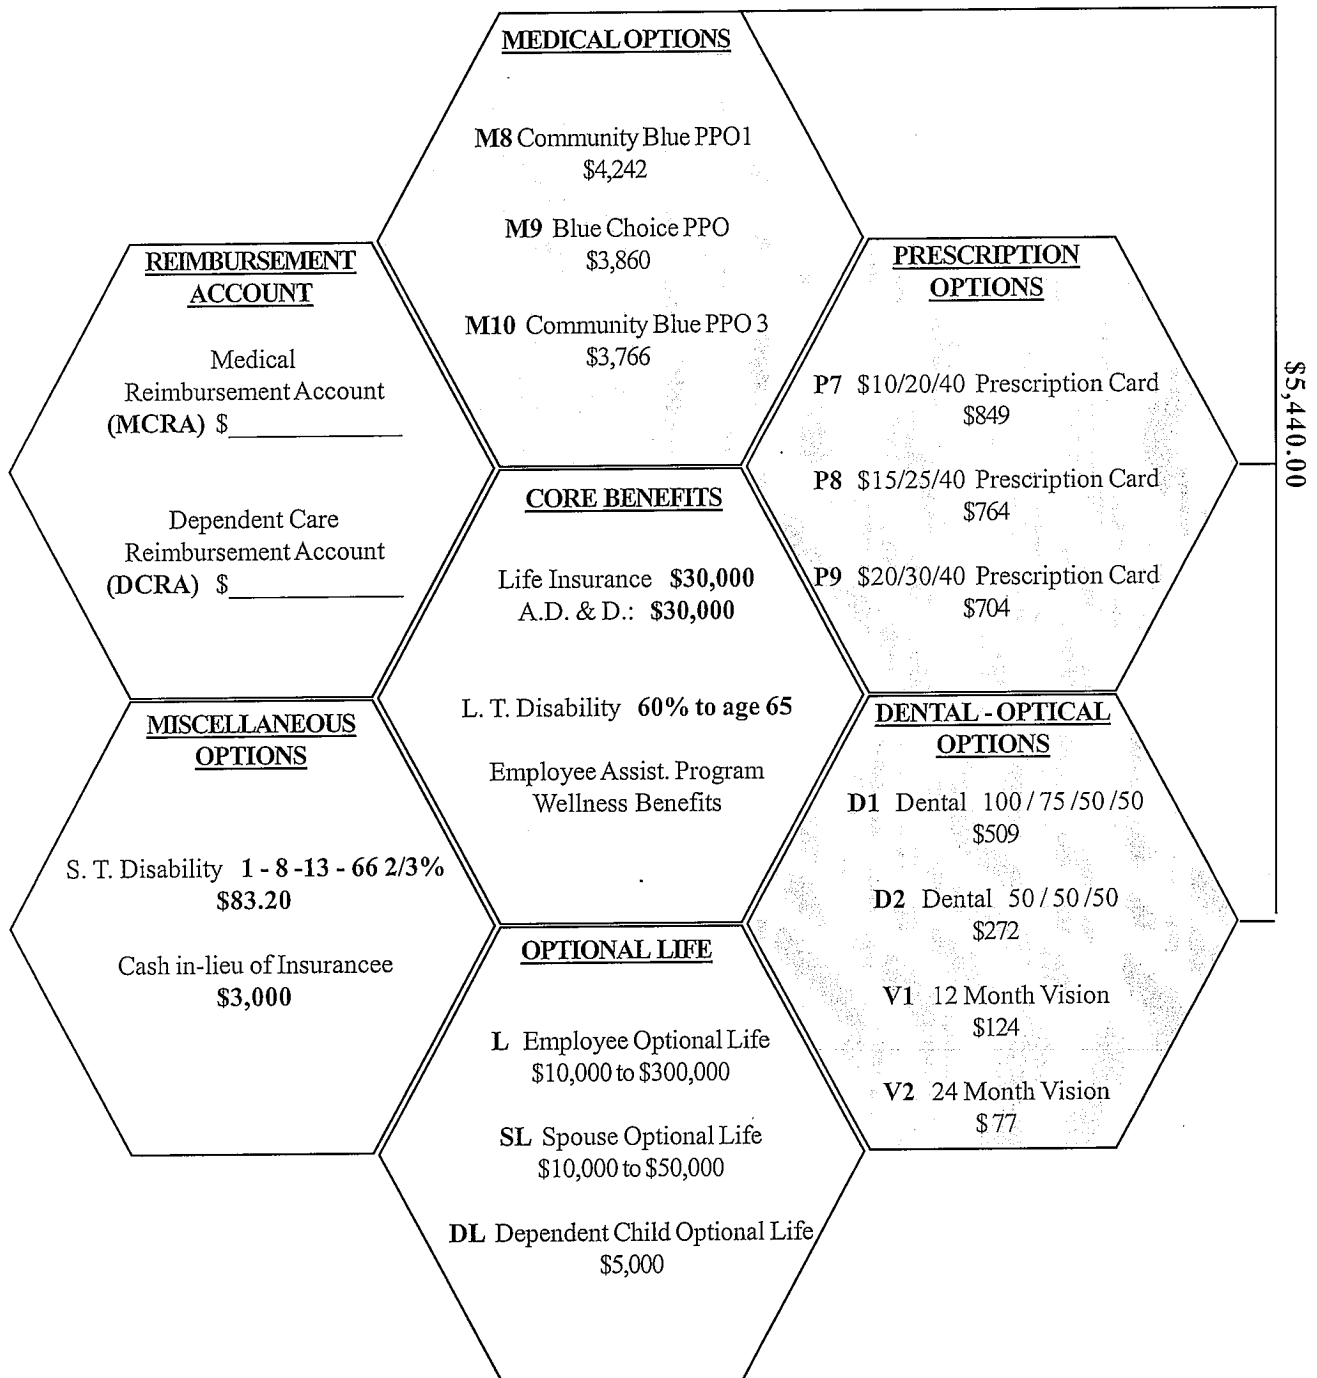 MEDICAL OPTIONS
M8 Community Blue PPO1
$4,242
M9 Blue Choice PPO
$3,860
M10 Community Blue PPO 3
$3,766
REIMBURSEMENT
ACCOUNT
Medical
Reimbursement Account
(MCRA) $
Dependent Care
Reimbursement Account
(DCRA) $
PRESCRIPTION
OPTIONS
P7 $10/20/40 Prescription Card
$849
P8 $15/25/40 Prescription Card
$764
P9 $20/30/40 Prescription Card
$704
$5,440.00
CORE BENEFITS
Life Insurance $30,000
A.D. & D.: $30,000
L. T. Disability 60% to age 65
Employee Assist. Program
Wellness Benefits
MISCELLANEOUS
OPTIONS
S. T. Disability 1 - 8 -13 - 66 2/3%
$83.20
Cash in-lieu of Insurancee
$3,000
DENTAL - OPTICAL
OPTIONS
D1 Dental 100 / 75 /50 /50
$509
D2 Dental 50 / 50 /50
$272
V1 12 Month Vision
$124
V2 24 Month Vision
$ 77
OPTIONAL LIFE
L Employee Optional Life
$10,000 to $300,000
SL Spouse Optional Life
$10,000 to $50,000
DL Dependent Child Optional Life
$5,000